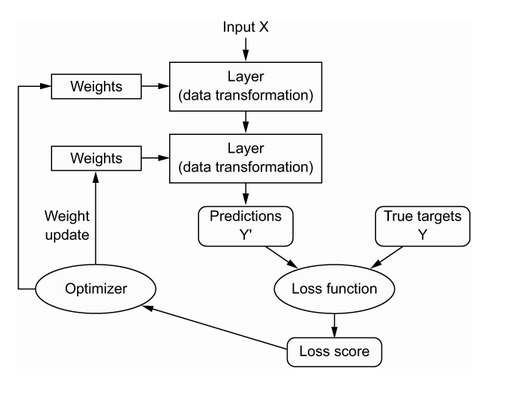 Input X
Layer
(data transformation)
Weights
Layer
(data transformation)
Weights
Weight
update
Predictions
Y'
True targets
Y
Optimizer
Loss function
Loss score